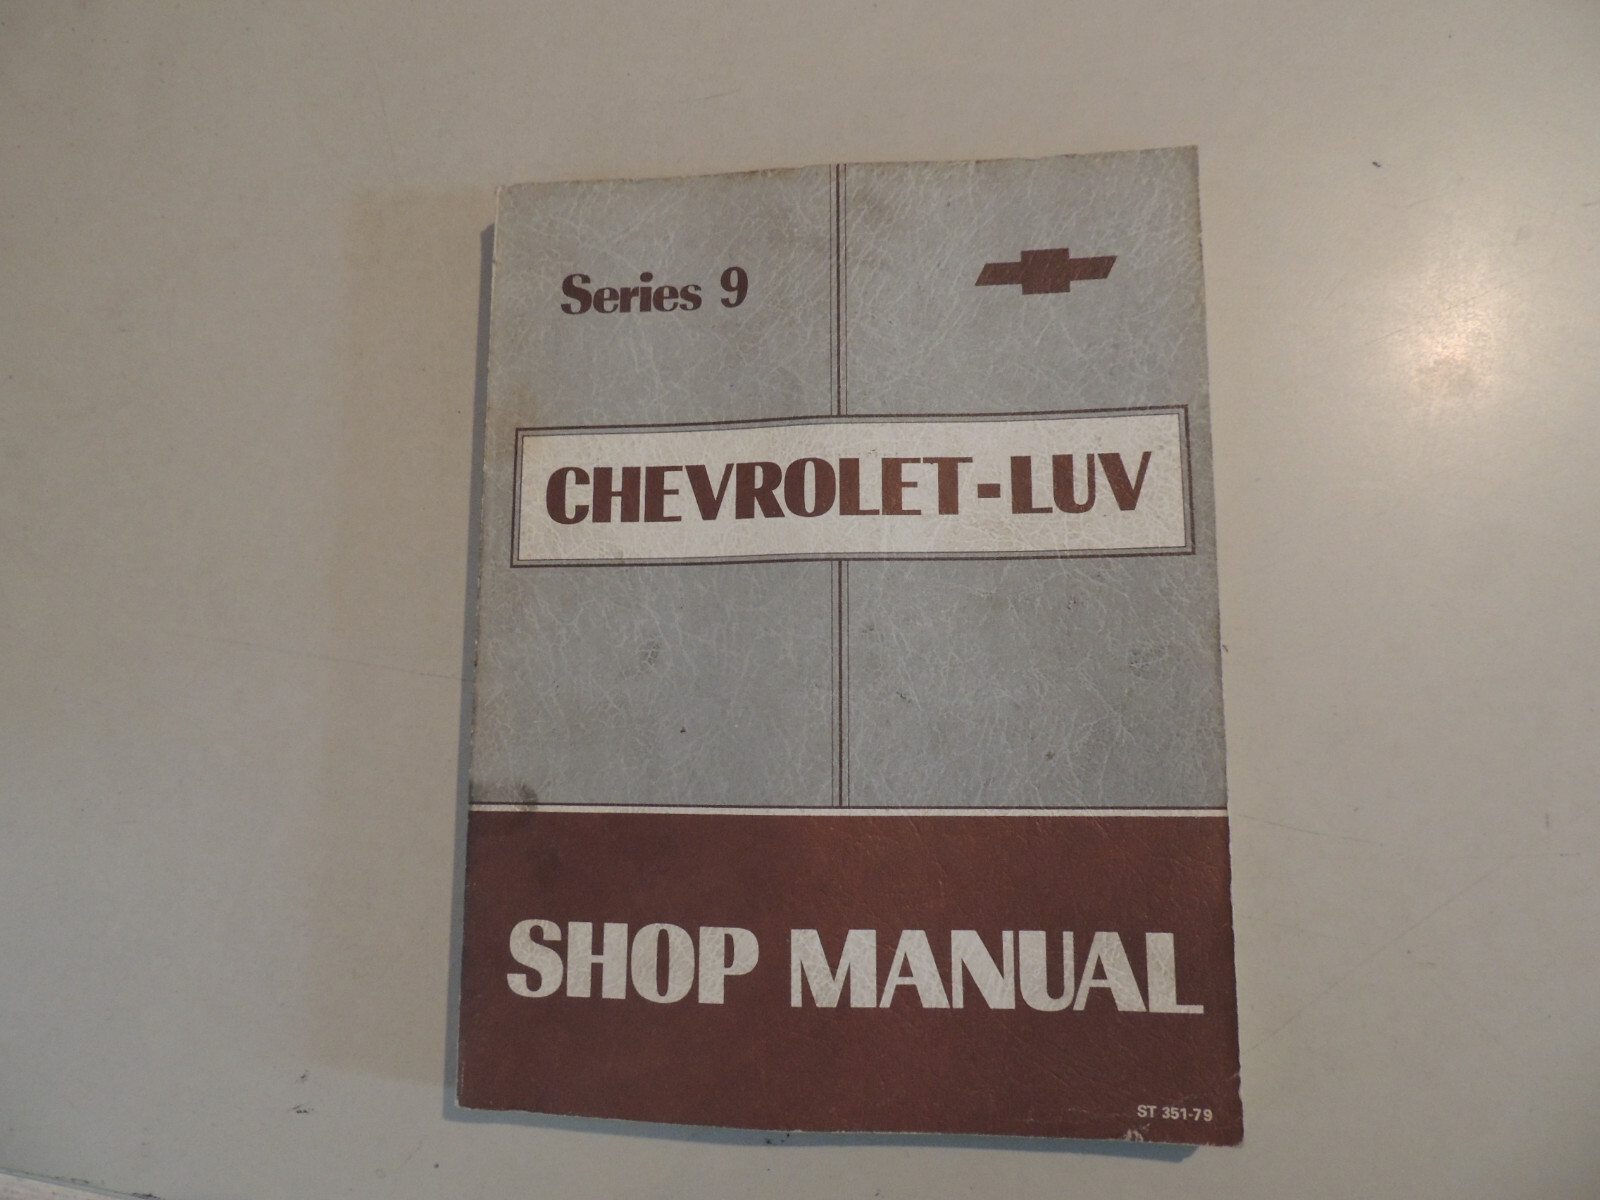 Series 9
CHEVROLET-LUV
SHOP MANUAL
ST 351-79